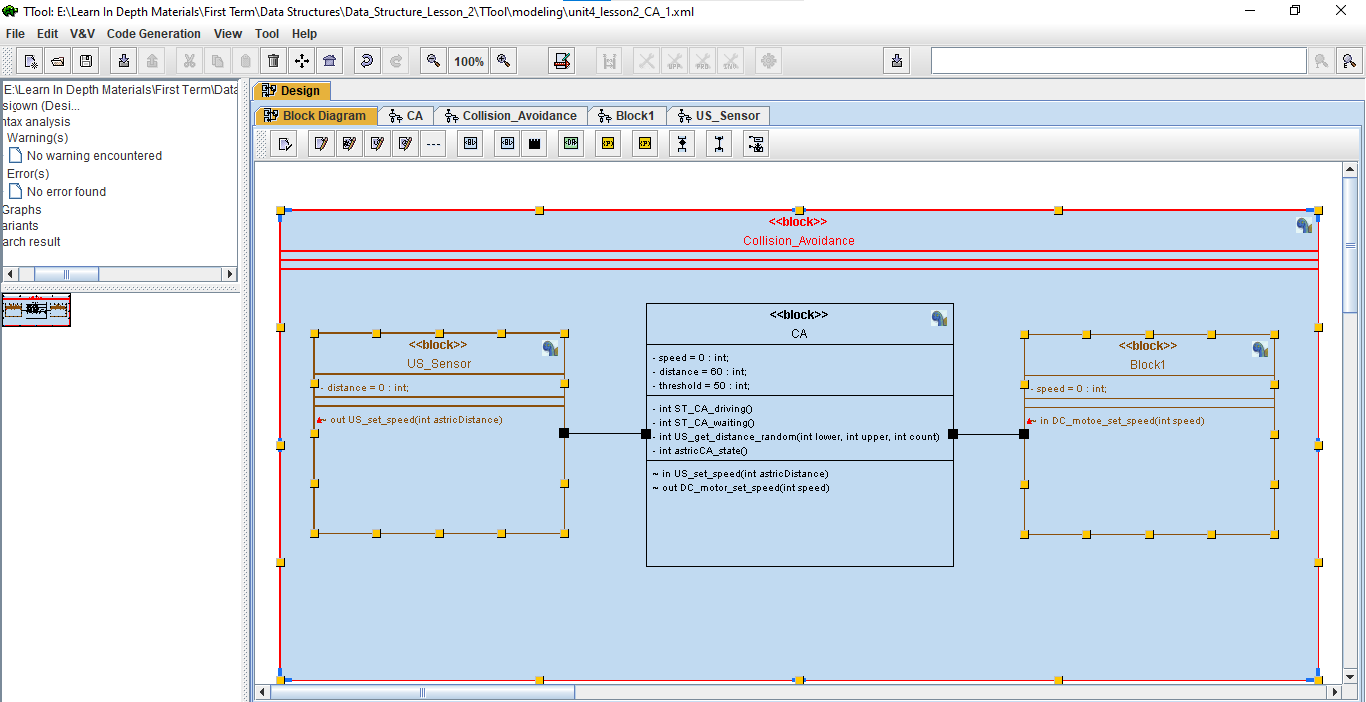 TTool: E:\Learn In Depth Materials\First Term\Data Structures\Data_Structure_Lesson_2\TTool\modeling\unit4_lesson2_CA_1.xml
File Edit V&V Code Generation View Tool Help
100%
E:\Learn In Depth Materials\First Term\Data
sigown (Desi...
ntax analysis
Warning(s)
No warning encountered
Error(s)
No error found
Graphs
ariants
arch result
Design
Block Diagram CA Collision_Avoidance Block1 US_Sensor
<<block>>
Collision_Avoidance
<<block>>
US_Sensor
- distance = 0 : int;
~ out US_set_speed(int astricDistance)
<<block>>
CA
- speed = 0 : int;
- distance = 60 : int;
- threshold = 50 : int;
- int ST_CA_driving()
- int ST_CA_waiting()
- int US_get_distance_random(int lower, int upper, int count)
- int astricCA_state()
~ in US_set_speed(int astricDistance)
~ out DC_motor_set_speed(int speed)
<<block>>
Block1
- speed = 0 : int;
~ in DC_motoe_set_speed(int speed)